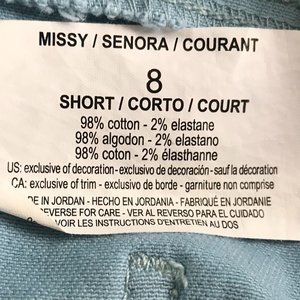 MISSY / SENORA / COURANT
8
SHORT / CORTO / COURT
98% cotton - 2% elastane
98% algodon - 2% elastano
98% coton - 2% élasthanne
US: exclusive of decoration-exclusivo de decoración-sauf la décoration
CA: exclusive of trim - exclusivo de borde - garniture non comprise
IN JORDAN - HECHO EN JORDANIA - FABRIQUÉ EN JORDANIE
EVERSE FOR CARE - VER AL REVERSO PARA EL CUIDADO
VOIR LES INSTRUCTIONS D'ENTRETIEN AU DOS